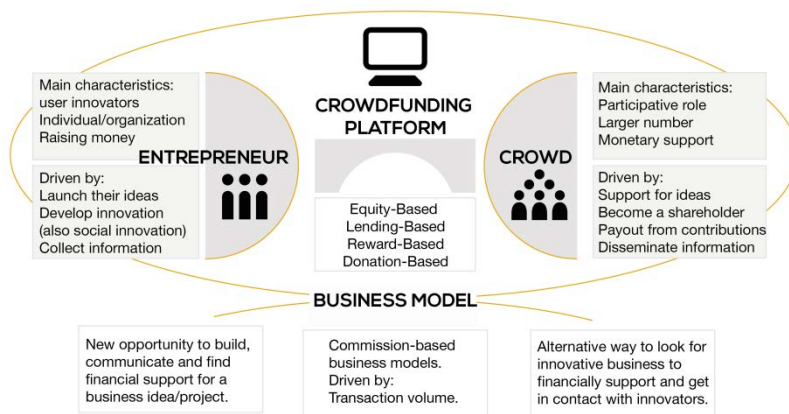 CROWDFUNDING
PLATFORM
Main characteristics:
user innovators
Individual/organization
Raising money
ENTREPRENEUR
Driven by:
Launch their ideas
Develop innovation
(also social innovation)
Collect information
Equity-Based
Lending-Based
Reward-Based
Donation-Based
Main characteristics:
Participative role
Larger number
Monetary support
CROWD
Driven by:
Support for ideas
Become a shareholder
Payout from contributions
Disseminate information
BUSINESS MODEL
New opportunity to build,
communicate and find
financial support for a
business idea/project.
Commission-based
business models.
Driven by:
Transaction volume.
Alternative way to look for
innovative business to
financially support and get
in contact with innovators.